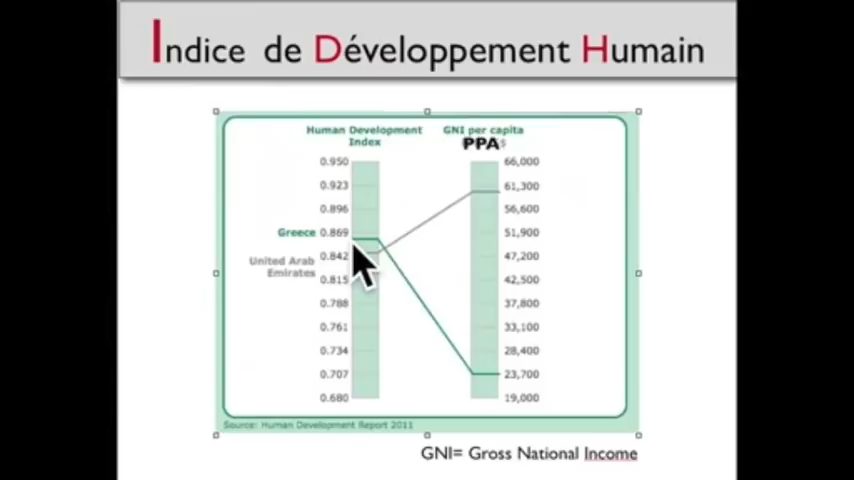 Indice de Développement Humain
Human Development Index
GNI per capita
PPA
0.950
0.923
0.896
0.869
0.842
0.815
0.788
0.761
0.734
0.707
0.680
Greece
United Arab Emirates
66,000
61,300
56,600
51,900
47,200
42,500
37,800
33,100
28,400
23,700
19,000
Source: Human Development Report 2011
GNI= Gross National Income